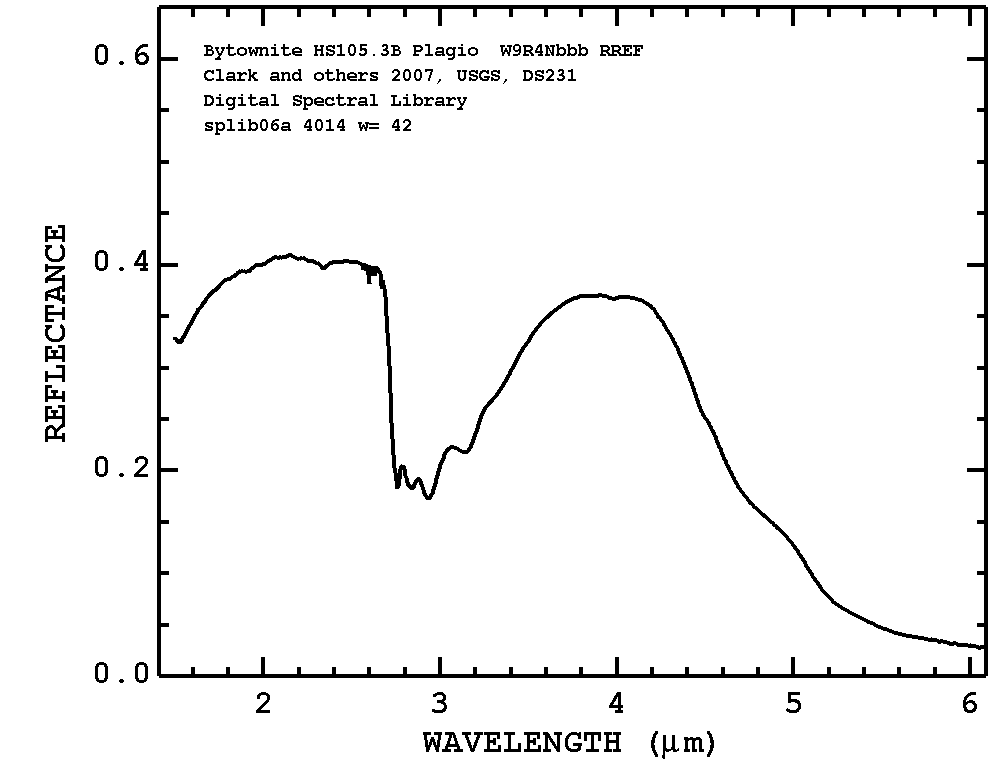 Bytownite HS105.3B Plagio  W9R4Nbbb RREF
Clark and others 2007, USGS, DS231
Digital Spectral Library
splib06a 4014 w= 42
REFLECTANCE
0.6
0.4
0.2
0.0
2 3 4 5 6
WAVELENGTH (μm)